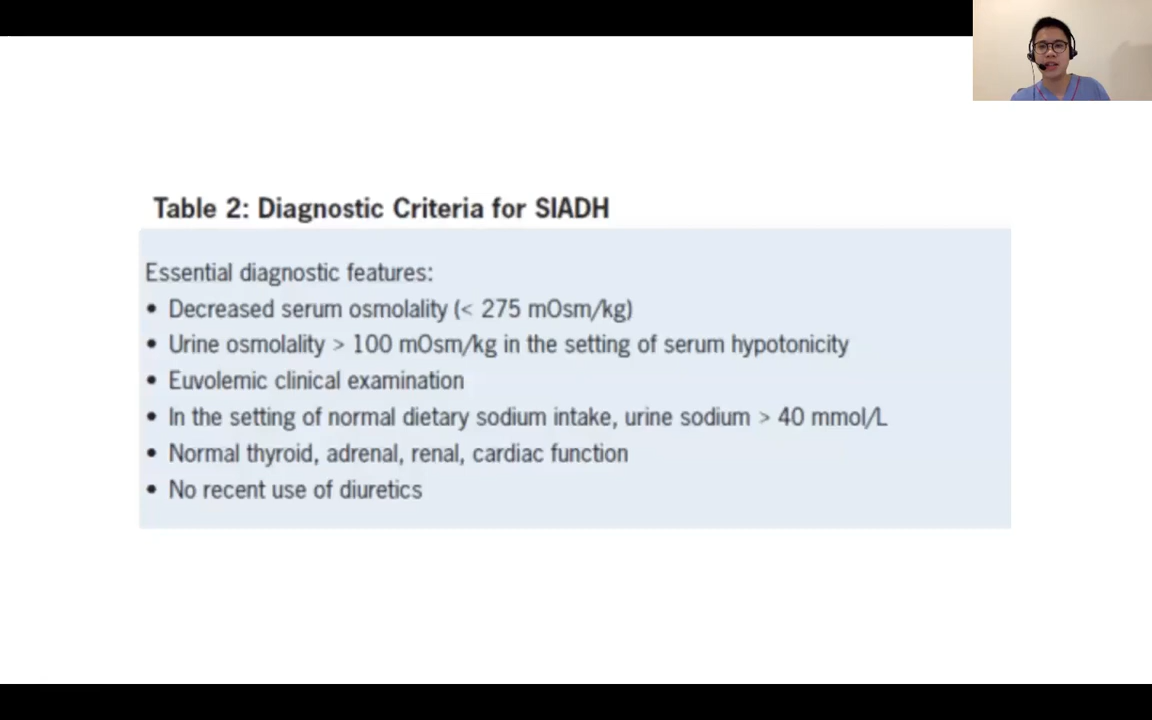 Table 2: Diagnostic Criteria for SIADH
Essential diagnostic features:
• Decreased serum osmolality (< 275 mOsm/kg)
• Urine osmolality > 100 mOsm/kg in the setting of serum hypotonicity
• Euvolemic clinical examination
• In the setting of normal dietary sodium intake, urine sodium > 40 mmol/L
• Normal thyroid, adrenal, renal, cardiac function
• No recent use of diuretics